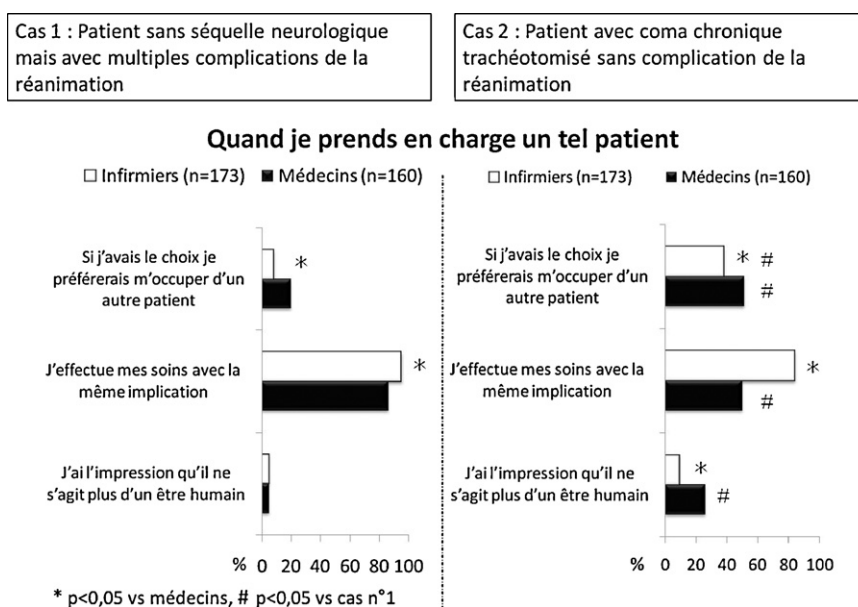 Cas 1 : Patient sans séquelle neurologique
mais avec multiples complications de la
réanimation
Cas 2 : Patient avec coma chronique
trachéotomisé sans complication de la
réanimation
Quand je prends en charge un tel patient
Infirmiers (n=173) Médecins (n=160)
Si j’avais le choix je
préférerais m’occuper d’un
autre patient
*
J’effectue mes soins avec la
même implication
*
J’ai l’impression qu’il ne
s’agit plus d’un être humain
% 0 20 40 60 80 100
Infirmiers (n=173) Médecins (n=160)
Si j’avais le choix je
préférerais m’occuper d’un
autre patient
* #
#
J’effectue mes soins avec la
même implication
*
#
J’ai l’impression qu’il ne
s’agit plus d’un être humain
*
#
% 0 20 40 60 80 100
* p<0,05 vs médecins, # p<0,05 vs cas n°1